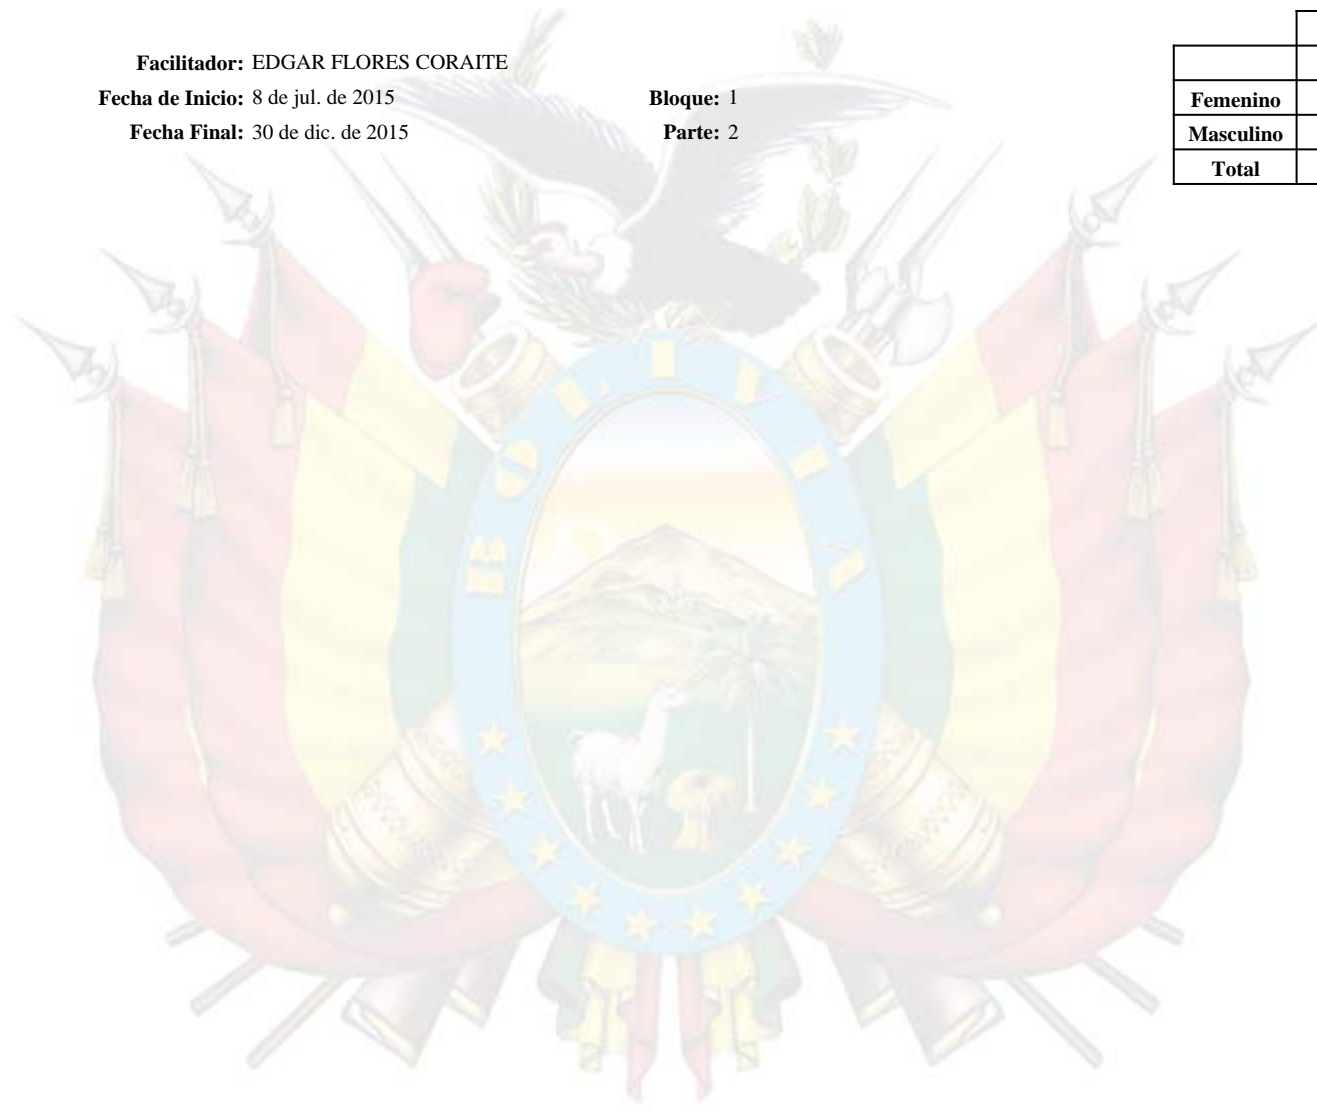 Facilitador: EDGAR FLORES CORAITE
Fecha de Inicio: 8 de jul. de 2015 Bloque: 1
Fecha Final: 30 de dic. de 2015 Parte: 2
Femenino
Masculino
Total
BOLIVIA